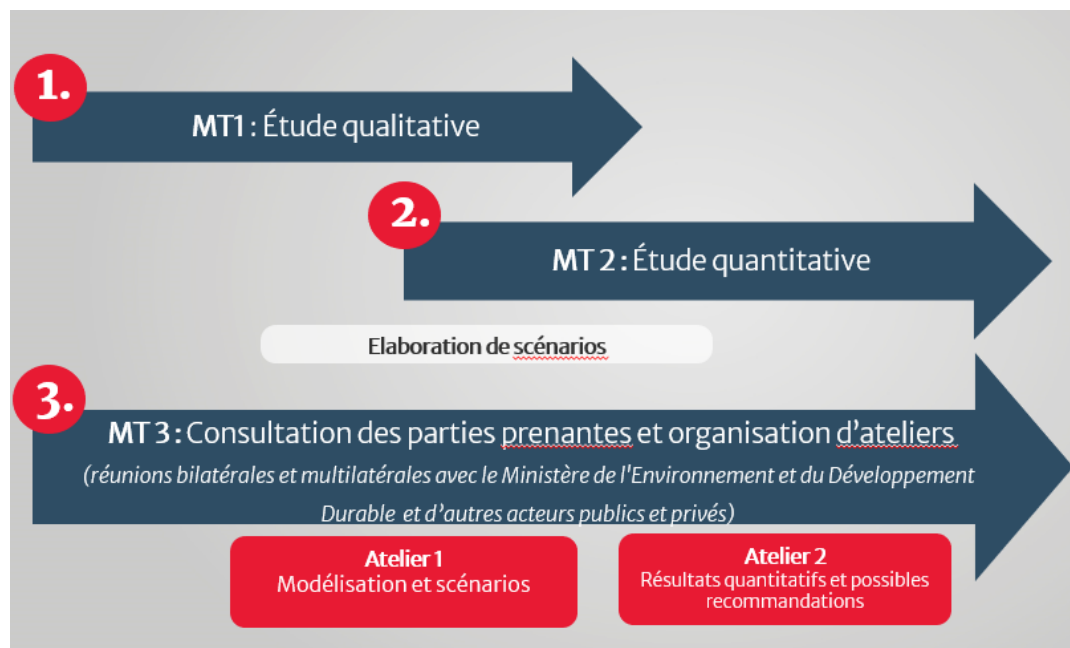 1.
MT1 : Étude qualitative
2.
MT 2 : Étude quantitative
Elaboration de scénarios
3.
MT 3 : Consultation des parties prenantes et organisation d’ateliers
(réunions bilatérales et multilatérales avec le Ministère de l'Environnement et du Développement
Durable et d’autres acteurs publics et privés)
Atelier 1
Modélisation et scénarios
Atelier 2
Résultats quantitatifs et possibles
recommandations